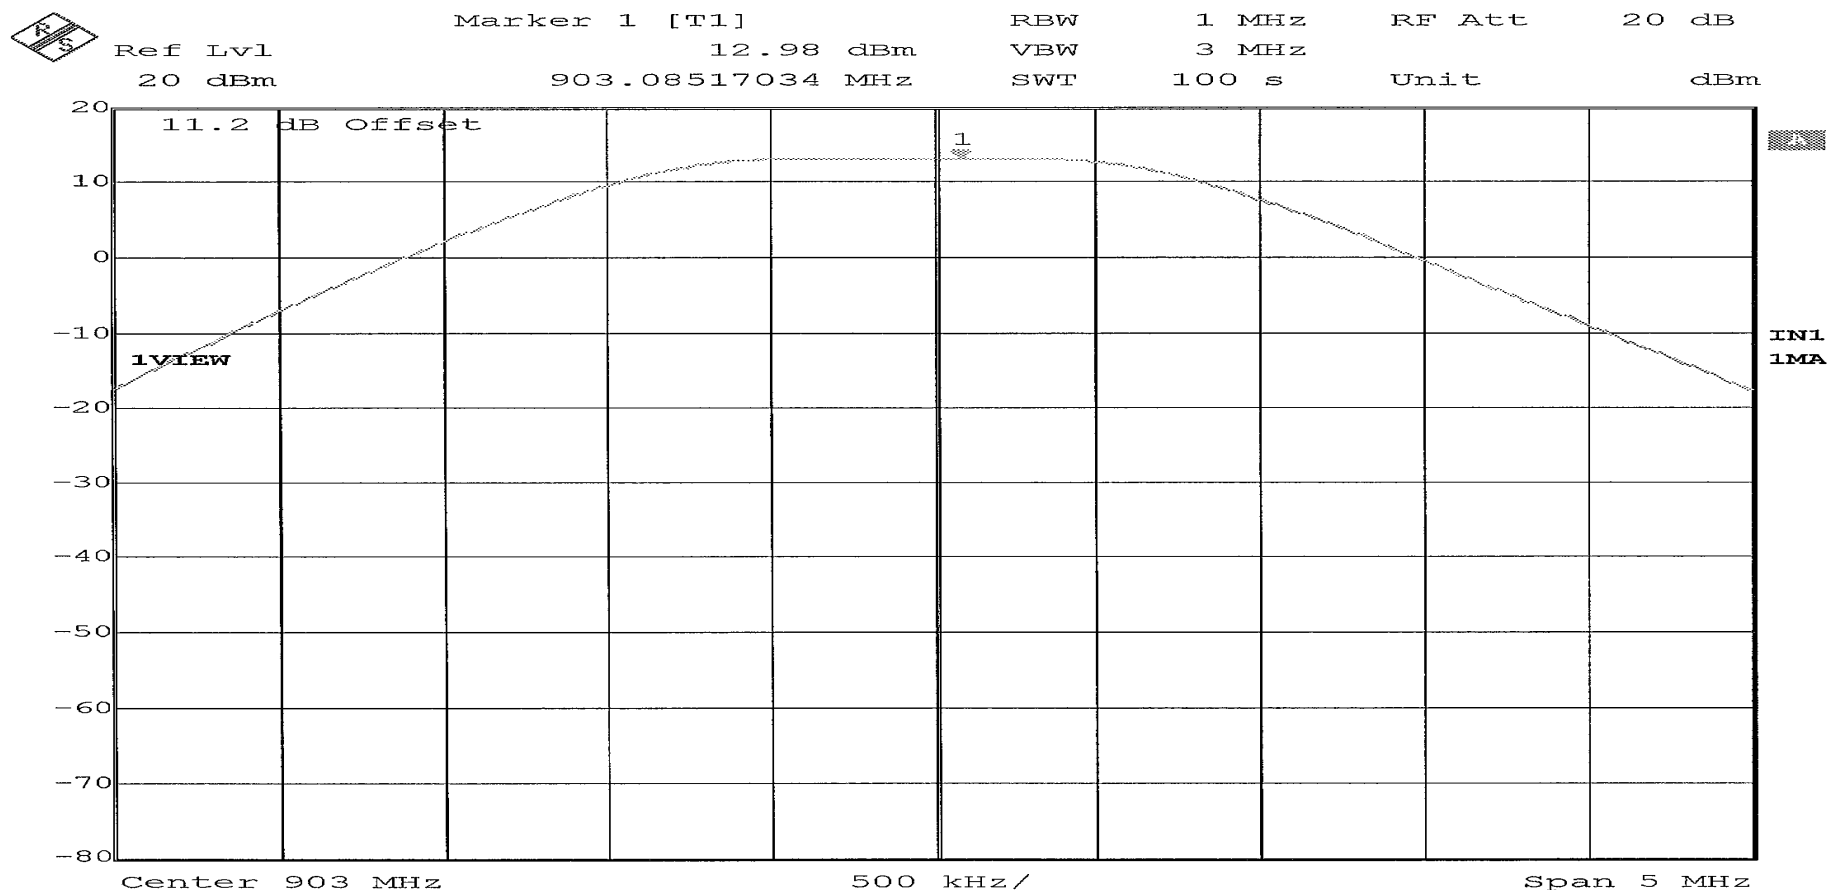 Marker 1 [T1] RBW 1 MHz RF Att 20 dB
Ref Lvl 12.98 dBm VBW 3 MHz
20 dBm 903.08517034 MHz SWT 100 s Unit dBm
R S
20
11.2 dB Offset
1
A
10
0
-10
IN1
1VIEW
1MA
-20
-30
-40
-50
-60
-70
-80
Center 903 MHz 500 kHz/ Span 5 MHz